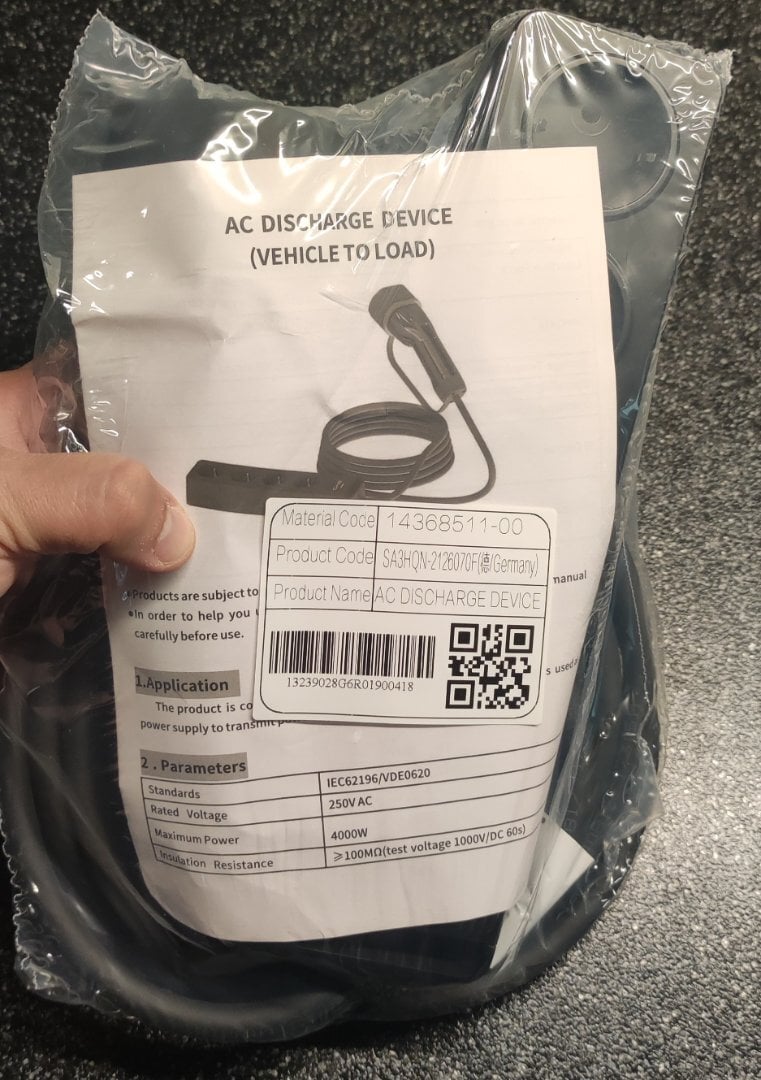 AC DISCHARGE DEVICE
(VEHICLE TO LOAD)
Material Code 14368511-00
Product Code SA3HQN-2126070F(德/Germany)
Product Name AC DISCHARGE DEVICE
13239028G6R01900418
•Products are subject to manual
•In order to help you
carefully before use.
1.Application
The product is co s used
power supply to transmit
2 . Parameters
Standards IEC62196/VDE0620
Rated Voltage 250V AC
Maximum Power 4000W
Insulation Resistance ≥100MΩ(test voltage 1000V/DC 60s)